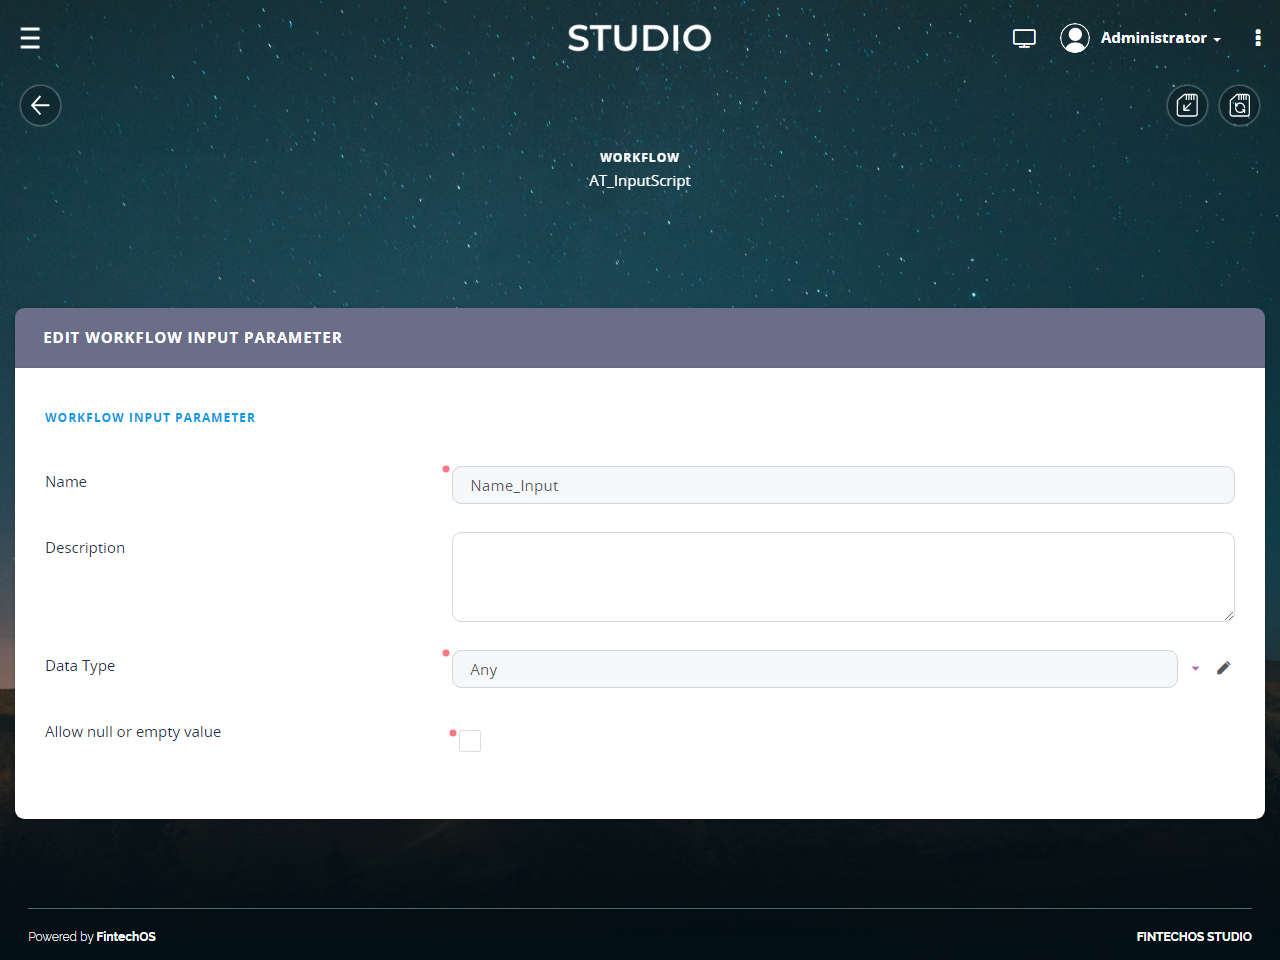 STUDIO
Administrator
WORKFLOW
AT_InputScript
EDIT WORKFLOW INPUT PARAMETER
WORKFLOW INPUT PARAMETER
Name
Name_Input
Description
Data Type
Any
Allow null or empty value
Powered by FintechOS
FINTECHOS STUDIO